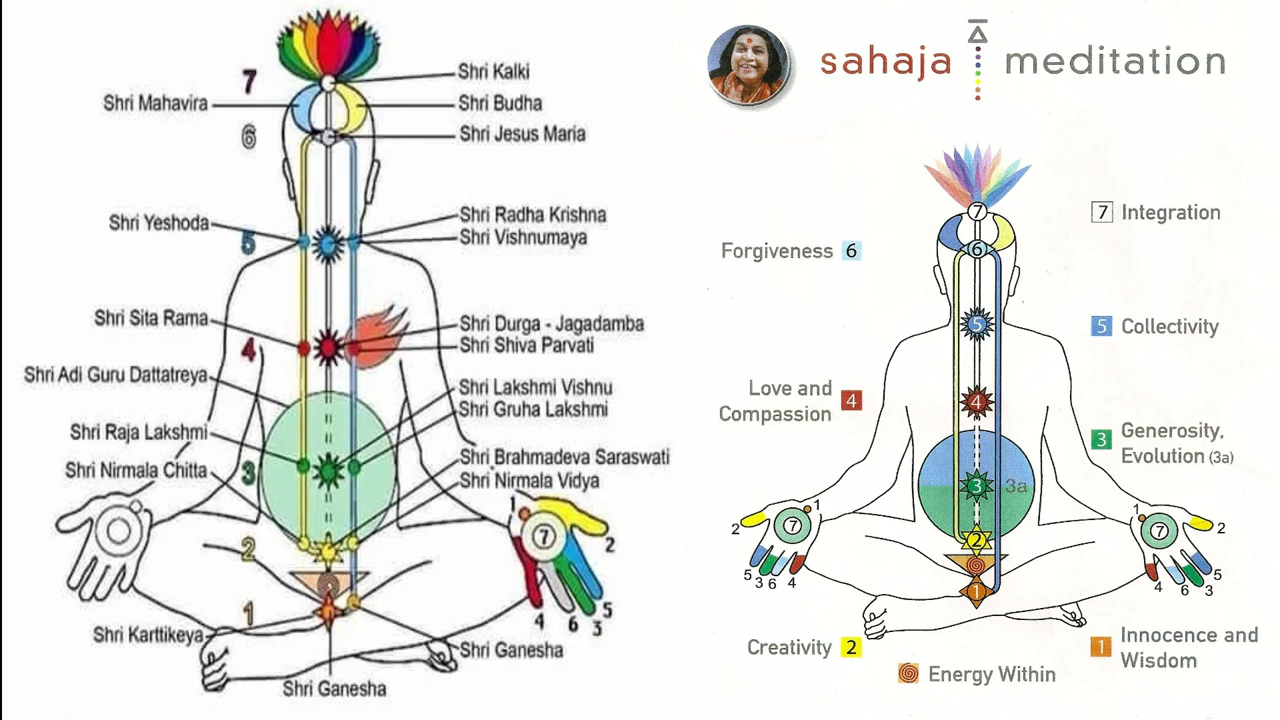 7
Shri Kalki
Shri Mahavira
Shri Budha
6
Shri Jesus Maria
Shri Yeshoda
5
Shri Radha Krishna
Shri Vishnumaya
Shri Sita Rama
4
Shri Durga - Jagadamba
Shri Shiva Parvati
Shri Adi Guru Dattatreya
Shri Lakshmi Vishnu
Shri Gruha Lakshmi
Shri Raja Lakshmi
3
Shri Brahmadeva Saraswati
Shri Nirmala Chitta
Shri Nirmala Vidya
1
7
2
2
4
6
5
3
1
Shri Karttikeya
Shri Ganesha
Shri Ganesha
sahaja meditation
7
7 Integration
Forgiveness 6
6
5
5 Collectivity
Love and
Compassion 4
4
3 Generosity,
Evolution (3a)
3
3a
1
2
7
5
3
6
4
2
1
1
7
2
4
6
3
5
Creativity 2
1 Innocence and
Wisdom
Energy Within